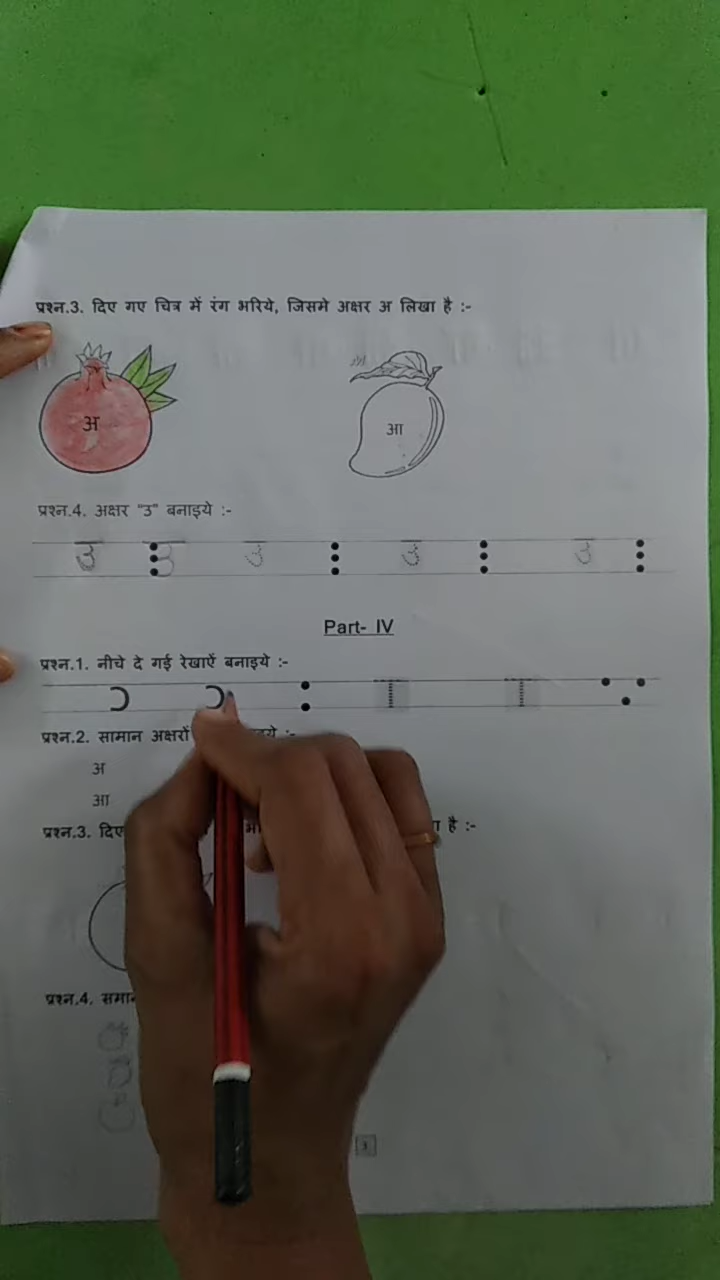 प्रश्न.3. दिए गए चित्र में रंग भरिये, जिसमे अक्षर अ लिखा है :-
अ आ
प्रश्न.4. अक्षर "उ" बनाइये :-
उ उ उ उ उ
Part- IV
प्रश्न.1. नीचे दे गई रेखाऐं बनाइये :-
प्रश्न.2. सामान अक्षरों
अ
आ
प्रश्न.3. दिए है :-
प्रश्न.4.
3